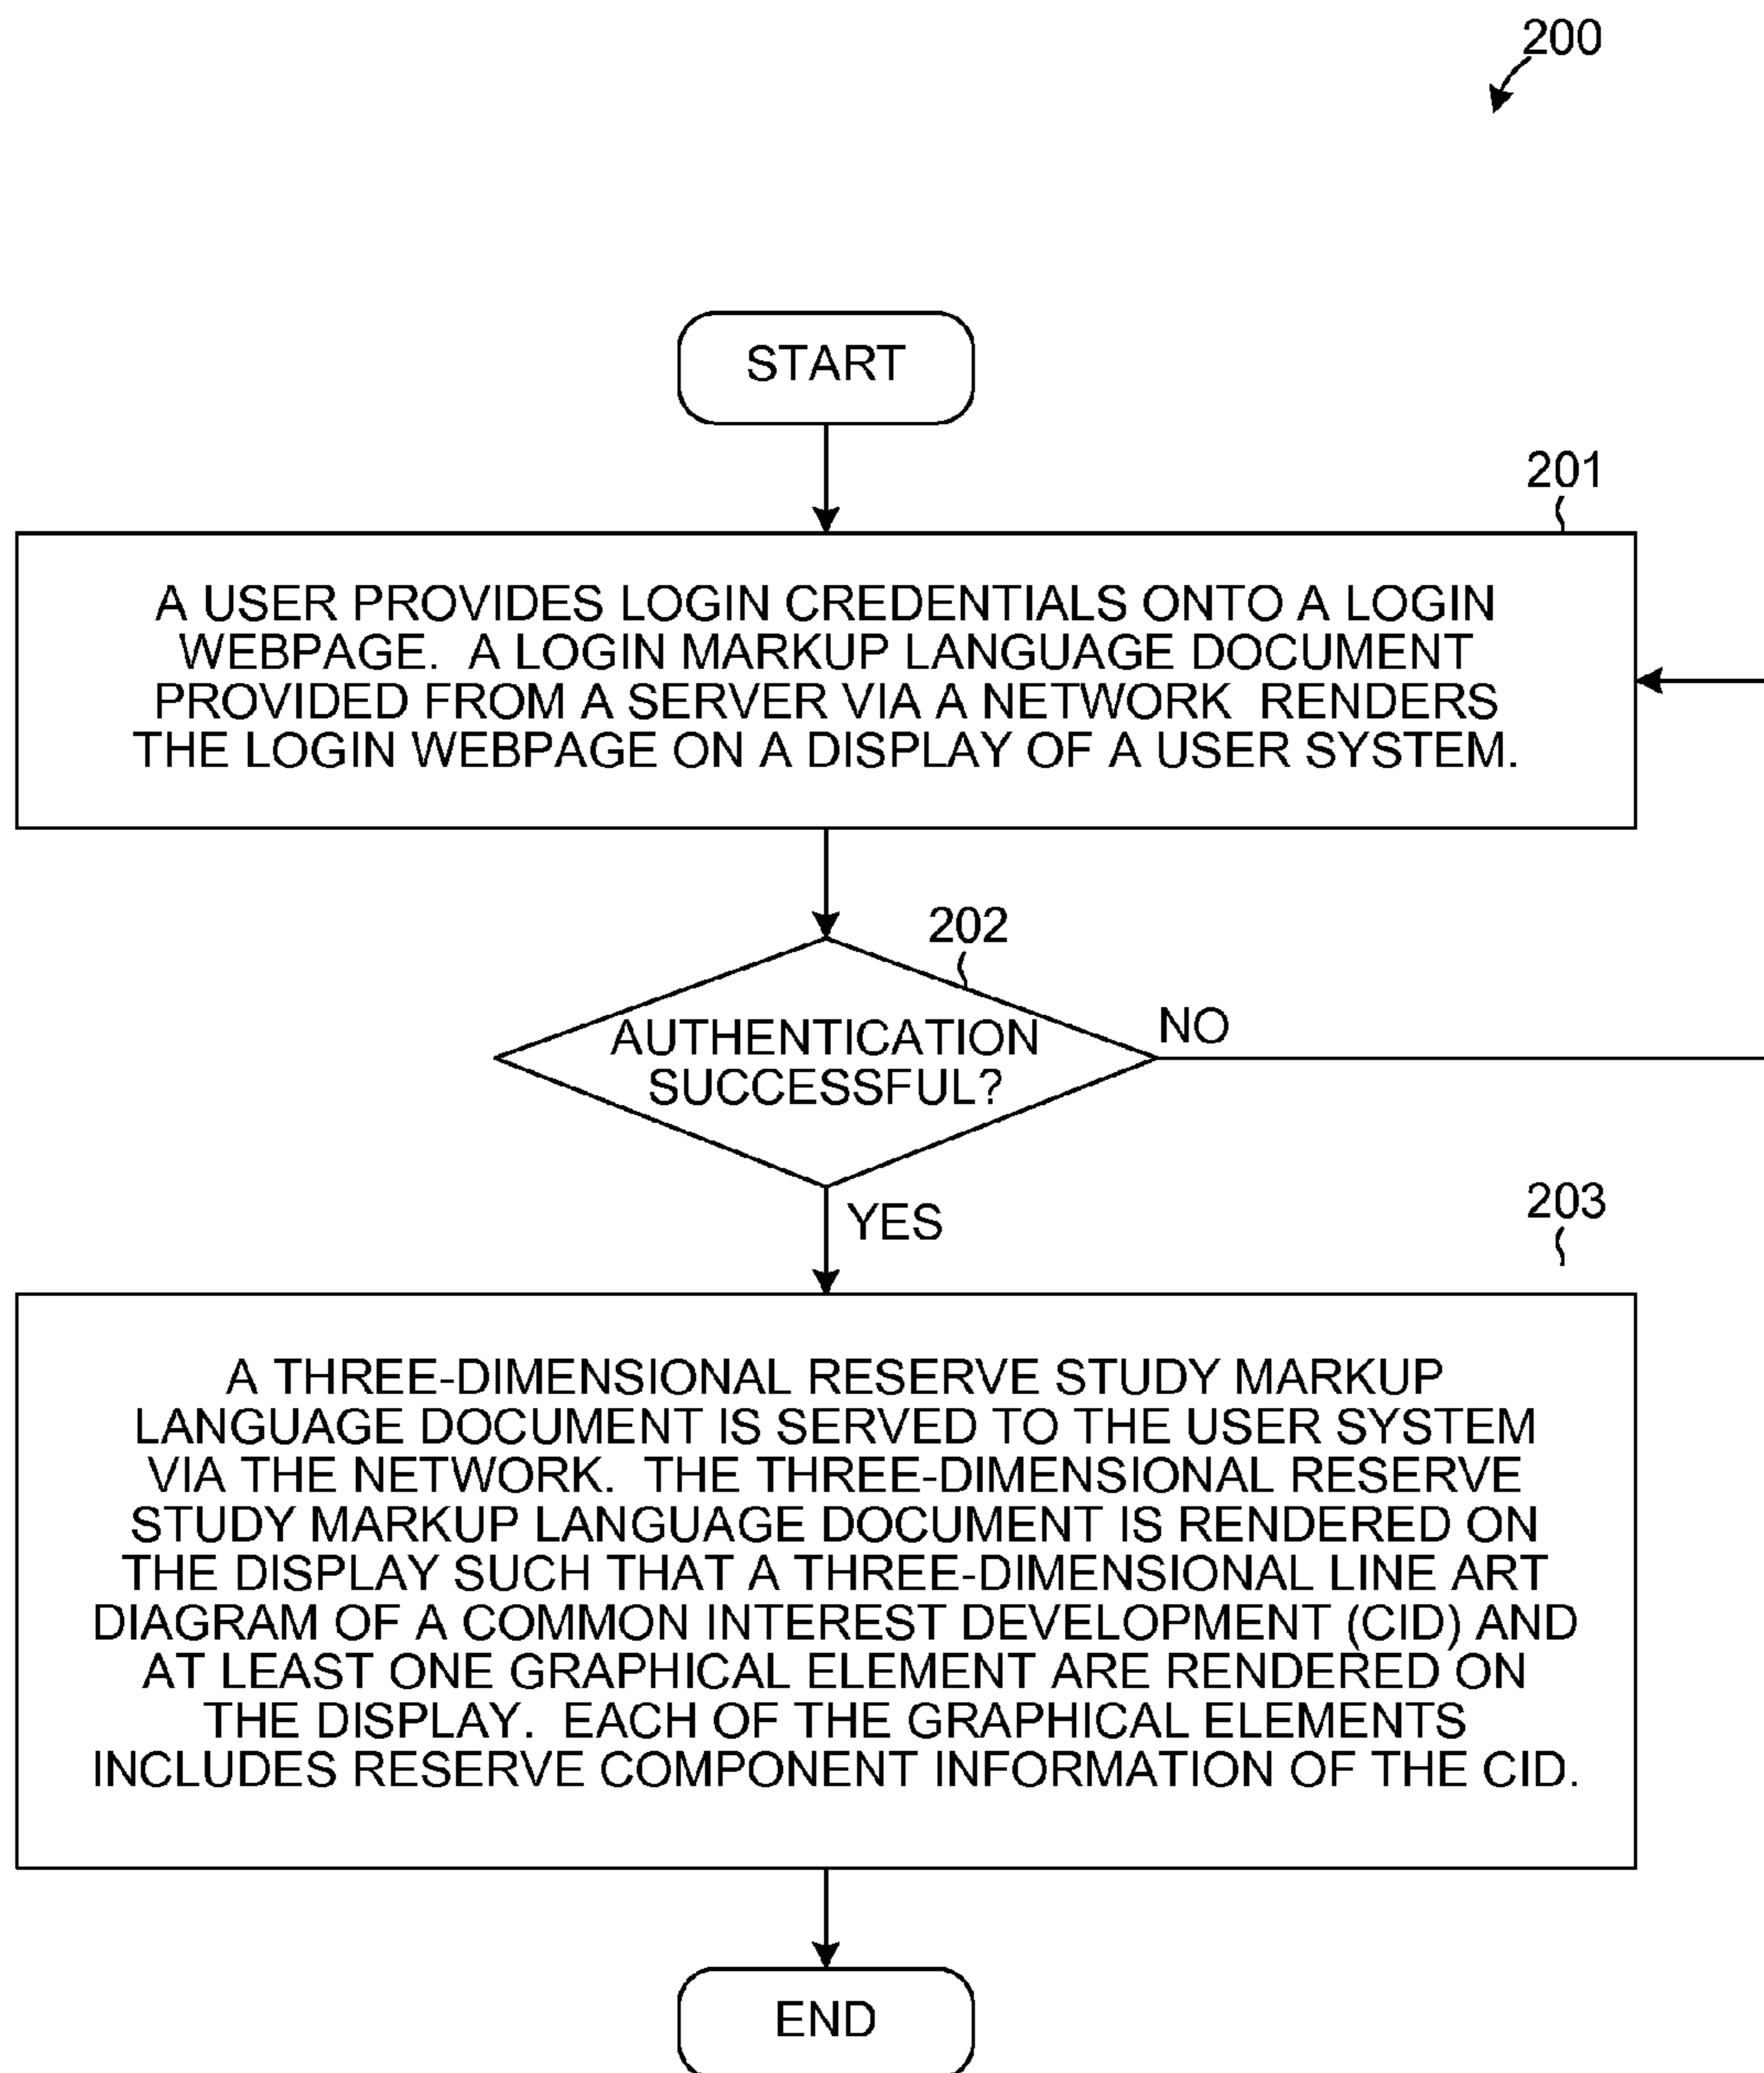 200
START
201
A USER PROVIDES LOGIN CREDENTIALS ONTO A LOGIN
WEBPAGE. A LOGIN MARKUP LANGUAGE DOCUMENT
PROVIDED FROM A SERVER VIA A NETWORK RENDERS
THE LOGIN WEBPAGE ON A DISPLAY OF A USER SYSTEM.
202
AUTHENTICATION
SUCCESSFUL?
NO
YES
203
A THREE-DIMENSIONAL RESERVE STUDY MARKUP
LANGUAGE DOCUMENT IS SERVED TO THE USER SYSTEM
VIA THE NETWORK. THE THREE-DIMENSIONAL RESERVE
STUDY MARKUP LANGUAGE DOCUMENT IS RENDERED ON
THE DISPLAY SUCH THAT A THREE-DIMENSIONAL LINE ART
DIAGRAM OF A COMMON INTEREST DEVELOPMENT (CID) AND
AT LEAST ONE GRAPHICAL ELEMENT ARE RENDERED ON
THE DISPLAY. EACH OF THE GRAPHICAL ELEMENTS
INCLUDES RESERVE COMPONENT INFORMATION OF THE CID.
END